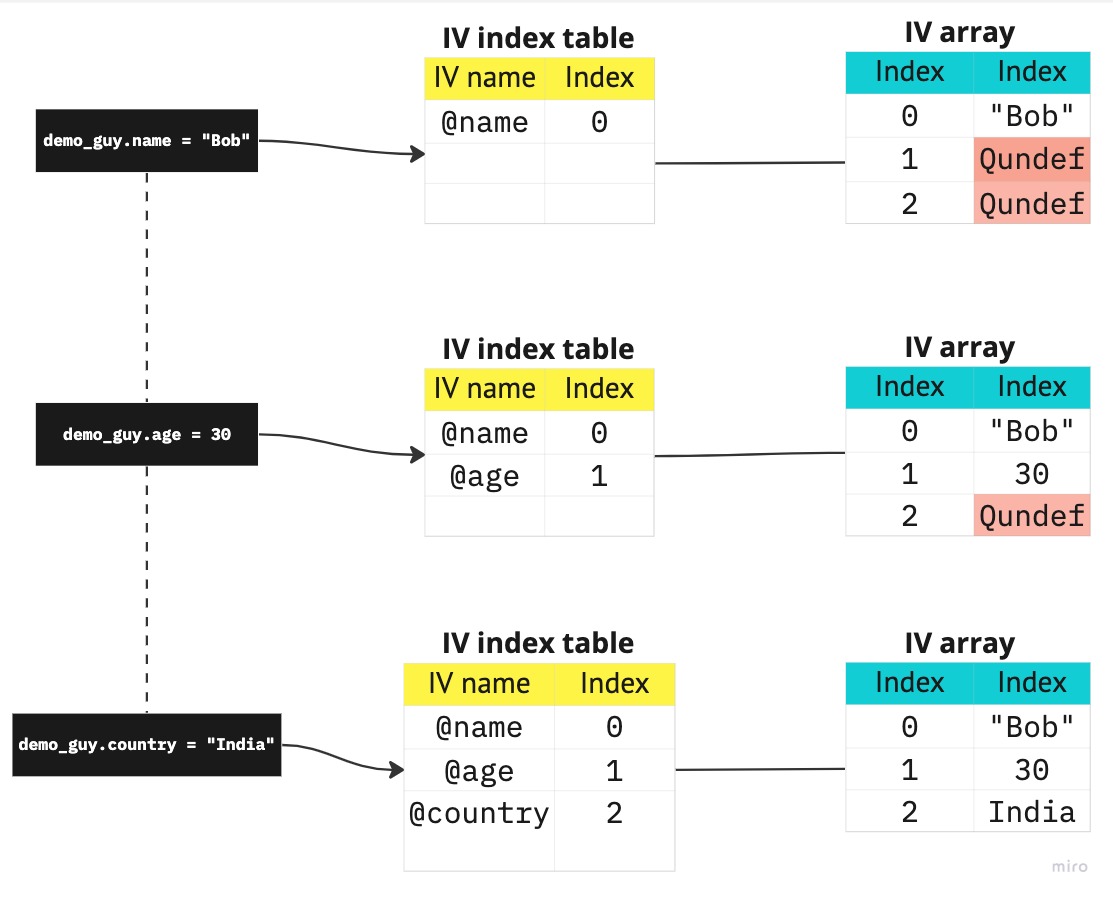 IV index table
IV array
IV name Index
Index Index
demo_guy.name = "Bob"
@name 0
0 "Bob"
1 Qundef
2 Qundef
IV index table
IV array
IV name Index
Index Index
demo_guy.age = 30
@name 0
0 "Bob"
@age 1
1 30
2 Qundef
IV index table
IV array
IV name Index
Index Index
demo_guy.country = "India"
@name 0
0 "Bob"
@age 1
1 30
@country 2
2 India
miro